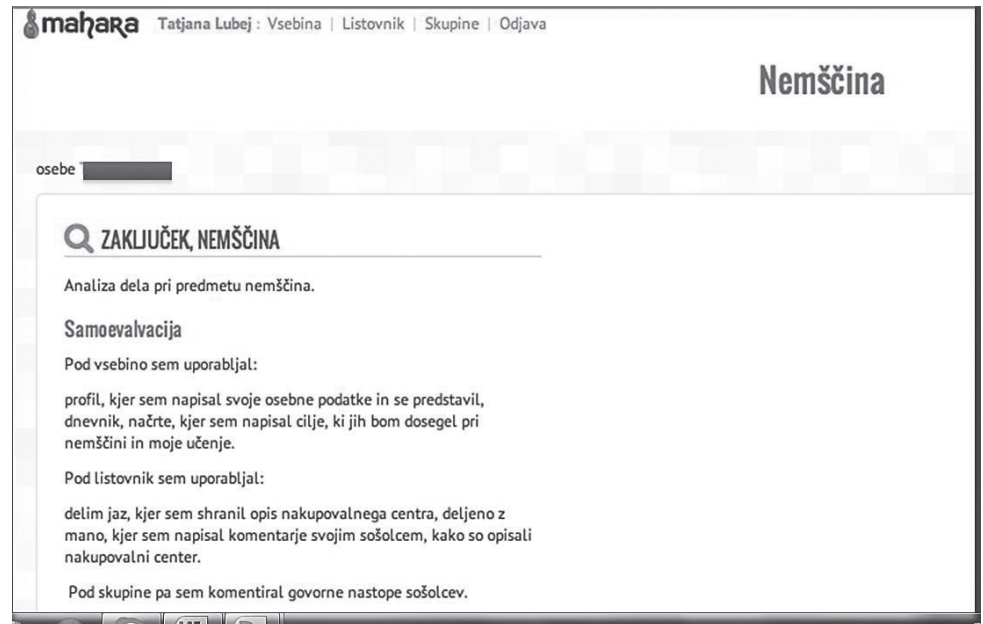 mahara Tatjana Lubej : Vsebina | Listovnik | Skupine | Odjava
Nemščina
osebe
ZAKLJUČEK, NEMŠČINA
Analiza dela pri predmetu nemščina.
Samoevalvacija
Pod vsebino sem uporabljal:
profil, kjer sem napisal svoje osebne podatke in se predstavil,
dnevnik, načrte, kjer sem napisal cilje, ki jih bom dosegel pri
nemščini in moje učenje.
Pod listovnik sem uporabljal:
delim jaz, kjer sem shranil opis nakupovalnega centra, deljeno z
mano, kjer sem napisal komentarje svojim sošolcem, kako so opisali
nakupovalni center.
Pod skupine pa sem komentiral govorne nastope sošolcev.